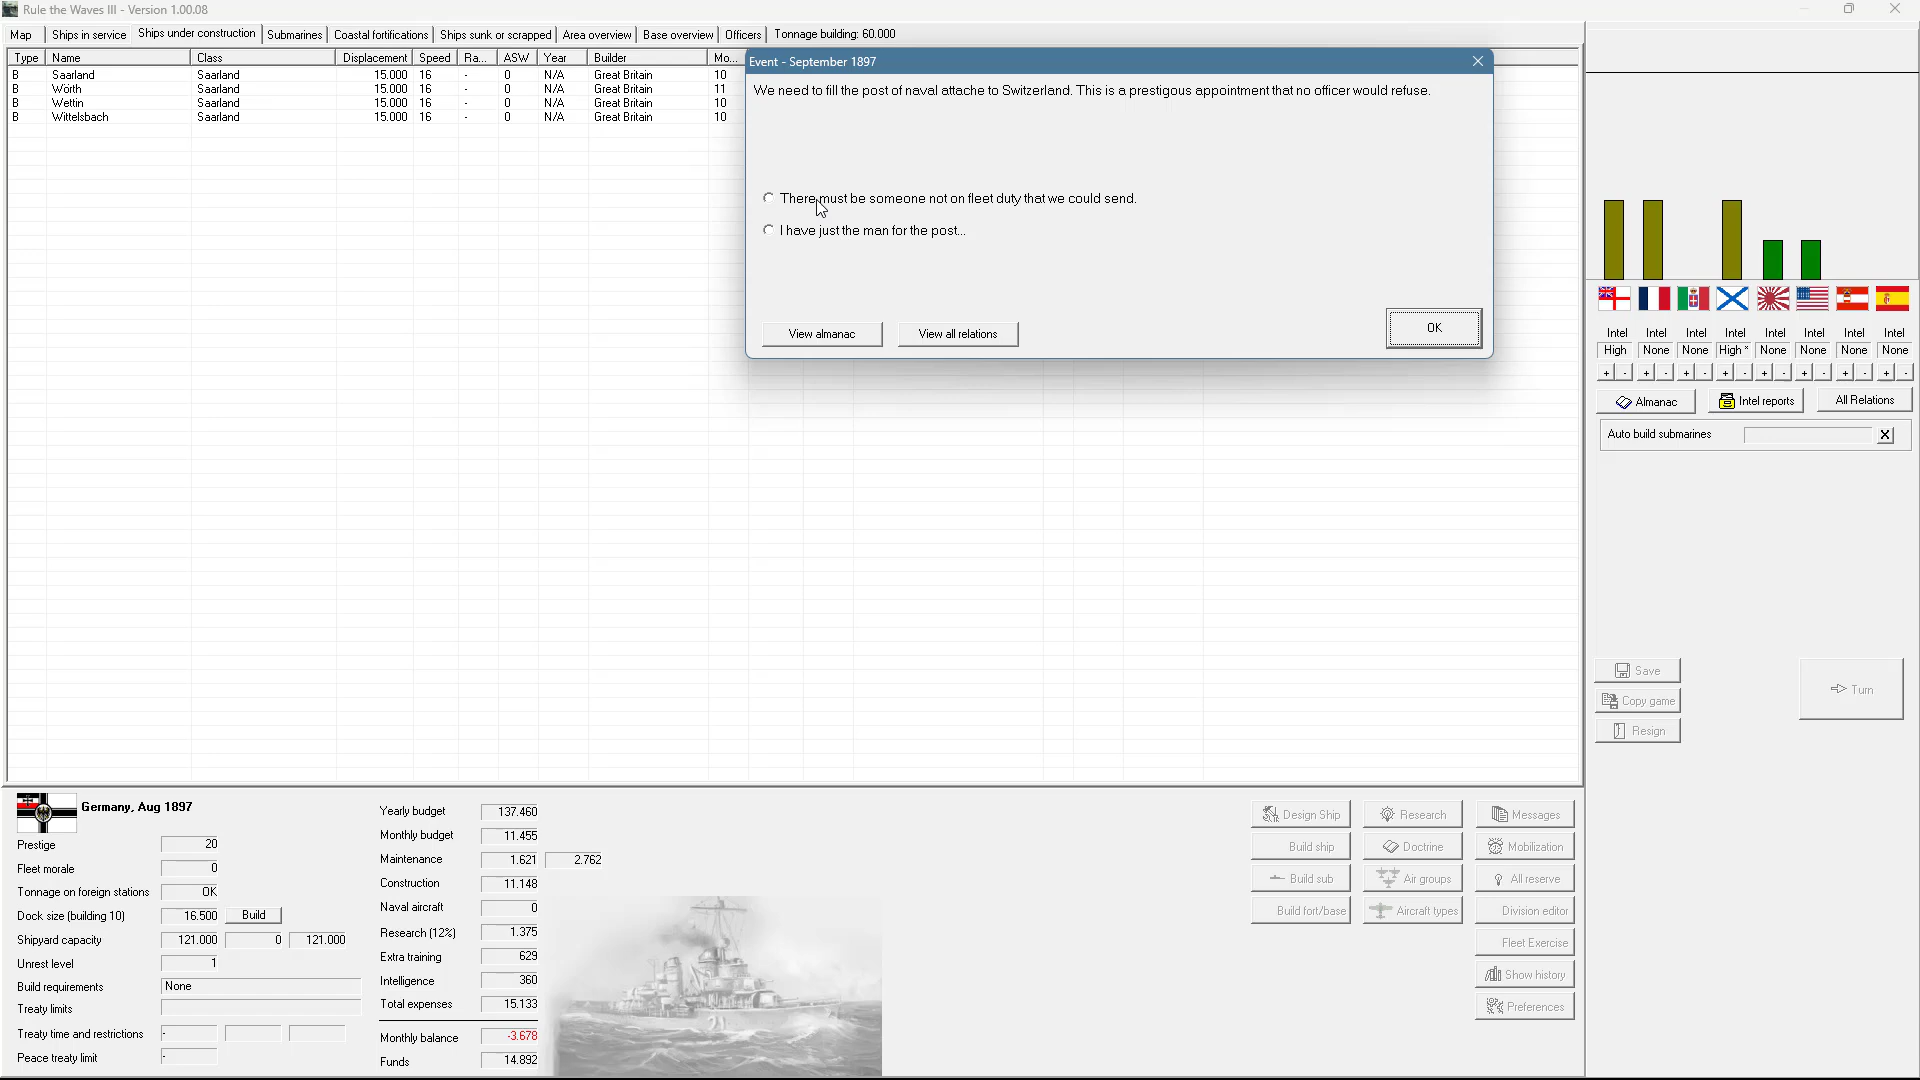 Rule the Waves III - Version 1.00.08
Map Ships in service Ships under construction Submarines Coastal fortifications Ships sunk or scrapped Area overview Base overview Officers Tonnage building: 60.000
Type Name Class Displacement Speed Ra... ASW Year Builder Mo...
B Saarland Saarland 15.000 16 - 0 N/A Great Britain 10
B Wörth Saarland 15.000 16 - 0 N/A Great Britain 11
B Wettin Saarland 15.000 16 - 0 N/A Great Britain 10
B Wittelsbach Saarland 15.000 16 - 0 N/A Great Britain 10
Event - September 1897
We need to fill the post of naval attache to Switzerland. This is a prestigous appointment that no officer would refuse.
There must be someone not on fleet duty that we could send.
I have just the man for the post...
View almanac View all relations OK
Intel Intel Intel Intel Intel Intel Intel Intel
High None None High * None None None None
+ - + - + - + - + - + - + - + -
Almanac Intel reports All Relations
Auto build submarines X
Save
Copy game
Resign
Turn
Germany, Aug 1897
Prestige 20
Fleet morale 0
Tonnage on foreign stations OK
Dock size (building 10) 16.500 Build
Shipyard capacity 121.000 0 121.000
Unrest level 1
Build requirements None
Treaty limits
Treaty time and restrictions -
Peace treaty limit -
Yearly budget 137.460
Monthly budget 11.455
Maintenance 1.621 2.762
Construction 11.148
Naval aircraft 0
Research (12%) 1.375
Extra training 629
Intelligence 360
Total expenses 15.133
Monthly balance -3.678
Funds 14.892
Design Ship Research Messages
Build ship Doctrine Mobilization
Build sub Air groups All reserve
Build fort/base Aircraft types Division editor
Fleet Exercise
Show history
Preferences